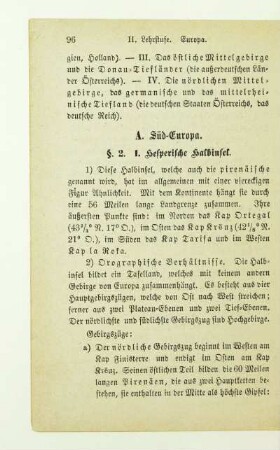 96 II. Lehrstufe. Europa.
gien, Holland). — III. Das östliche Mittelgebirge
und die Donau-Tiefländer (die außerdeutschen Län-
der Österreichs). — IV. Die nördlichen Mittel-
gebirge, das germanische und das mittelrhei-
nische Tiefland (die deutschen Staaten Österreichs, das
deutsche Reich).
A. Süd-Europa.
§. 2. 1. Hesperische Halbinsel.
1) Diese Halbinsel, welche auch die pirenäische
genannt wird, hat im allgemeinen mit einer viereckigen
Figur Ähnlichkeit. Mit dem Kontinente hängt sie durch
eine 56 Meilen lange Landgrenze zusammen. Ihre
äußersten Punkte sind: im Norden das Kap Ortegal
(43⁴/₅° N. 17° O.), im Osten das Kap Krönz (42¹/₃° N.
21° O.), im Süden das Kap Tarifa und im Westen
Kap la Roka.
2) Orographische Verhältnisse. Die Halb-
insel bildet ein Tafelland, welches mit keinem andern
Gebirge von Europa zusammenhängt. Es besteht aus vier
Hauptgebirgszügen, welche von Ost nach West streichen;
ferner aus zwei Plateau-Ebenen und zwei Tief-Ebenen.
Der nördlichste und südlichste Gebirgszug sind Hochgebirge.
Gebirgszüge:
a) Der nördliche Gebirgszug beginnt im Westen am
Kap Finisterre und endigt im Osten am Kap
Krönz. Seinen östlichen Teil bilden die 60 Meilen
langen Pirenäen, die aus zwei Hauptketten be-
stehen, sie enthalten in der Mitte als höchste Gipfel: